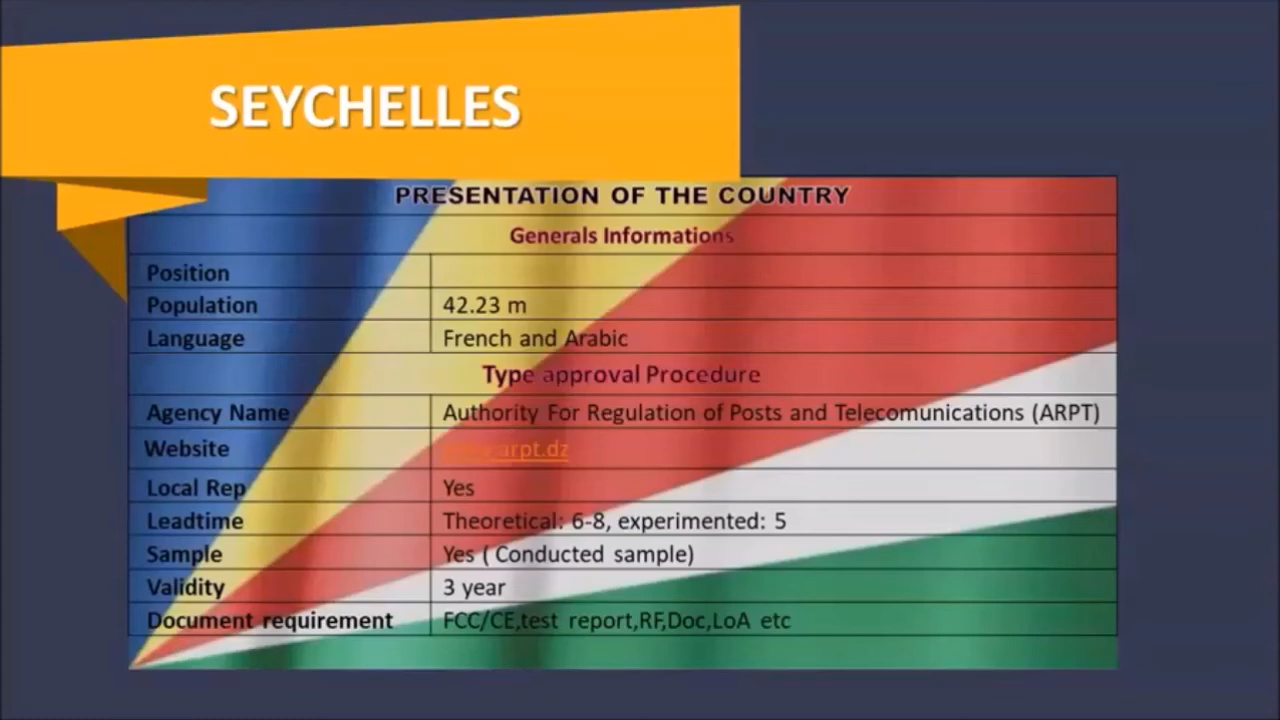 SEYCHELLES
PRESENTATION OF THE COUNTRY
Generals Informations
Position
Population 42.23 m
Language French and Arabic
Type approval Procedure
Agency Name Authority For Regulation of Posts and Telecomunications (ARPT)
Website www.arpt.dz
Local Rep Yes
Leadtime Theoretical: 6-8, experimented: 5
Sample Yes ( Conducted sample)
Validity 3 year
Document requirement FCC/CE,test report,RF,Doc,LoA etc